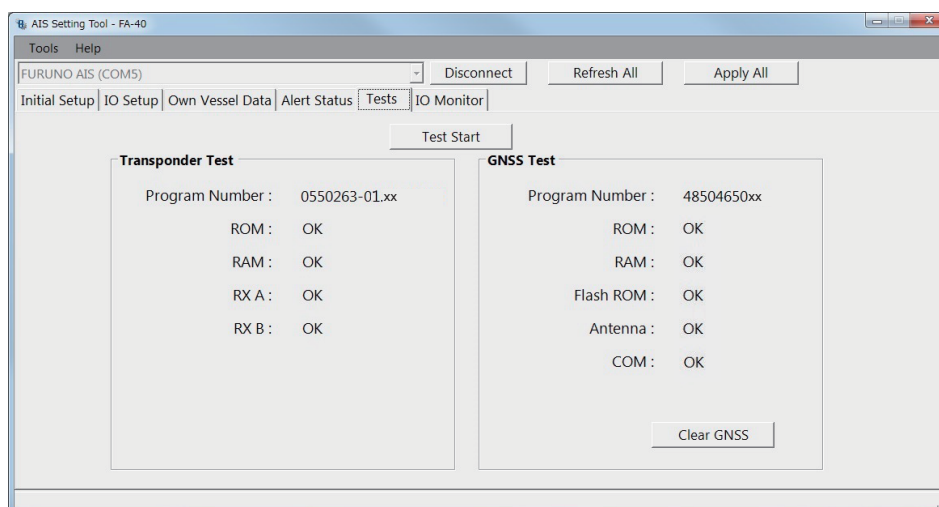 AIS Setting Tool - FA-40
Tools Help
FURUNO AIS (COM5) Disconnect Refresh All Apply All
Initial Setup IO Setup Own Vessel Data Alert Status Tests IO Monitor
Test Start
Transponder Test
Program Number : 0550263-01.xx
ROM : OK
RAM : OK
RX A : OK
RX B : OK
GNSS Test
Program Number : 48504650xx
ROM : OK
RAM : OK
Flash ROM : OK
Antenna : OK
COM : OK
Clear GNSS